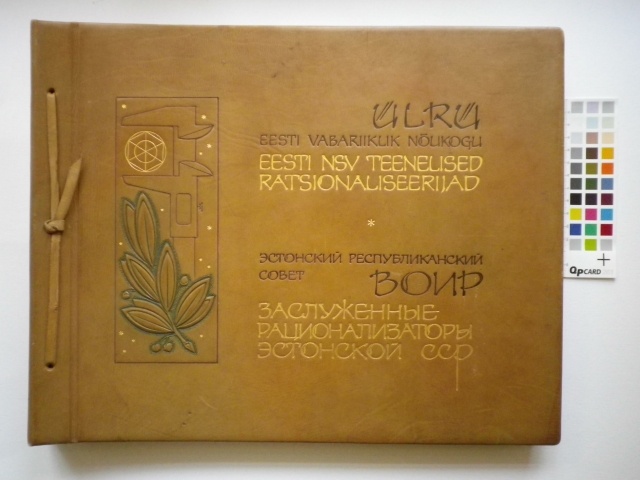 ÜLRÜ
EESTI VABARIIKLIK NÕUKOGU
EESTI NSV TEENELISED
RATSIONALISEERIJAD
*
ЭСТОНСКИЙ РЕСПУБЛИКАНСКИЙ
СОВЕТ ВОИР
ЗАСЛУЖЕННЫЕ
РАЦИОНАЛИЗАТОРЫ
ЭСТОНСКОЙ ССР
QPCARD